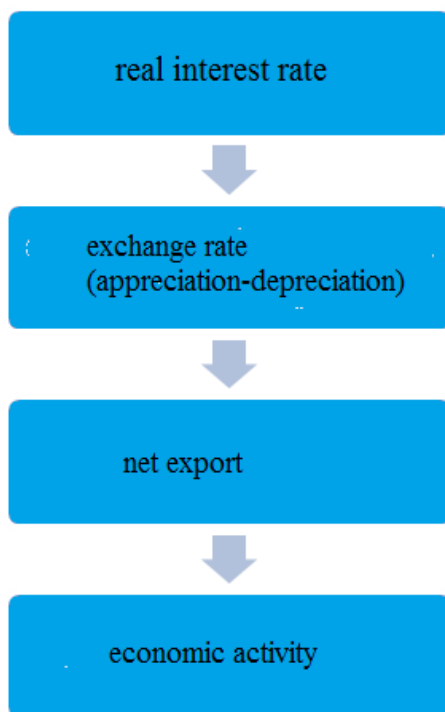 real interest rate
exchange rate
(appreciation-depreciation)
net export
economic activity